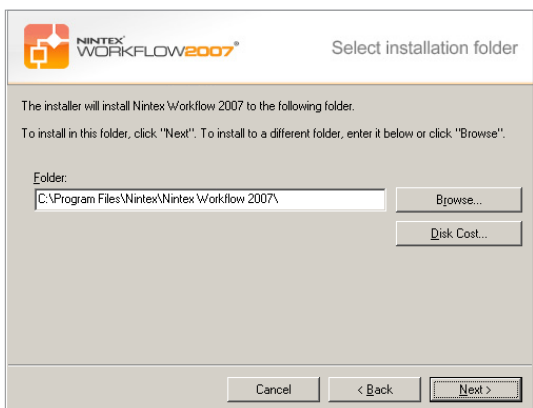 NINTEX
WORKFLOW2007®
Select installation folder
The installer will install Nintex Workflow 2007 to the following folder.
To install in this folder, click "Next". To install to a different folder, enter it below or click "Browse".
Folder:
C:\Program Files\Nintex\Nintex Workflow 2007\
Browse...
Disk Cost...
Cancel
< Back
Next >